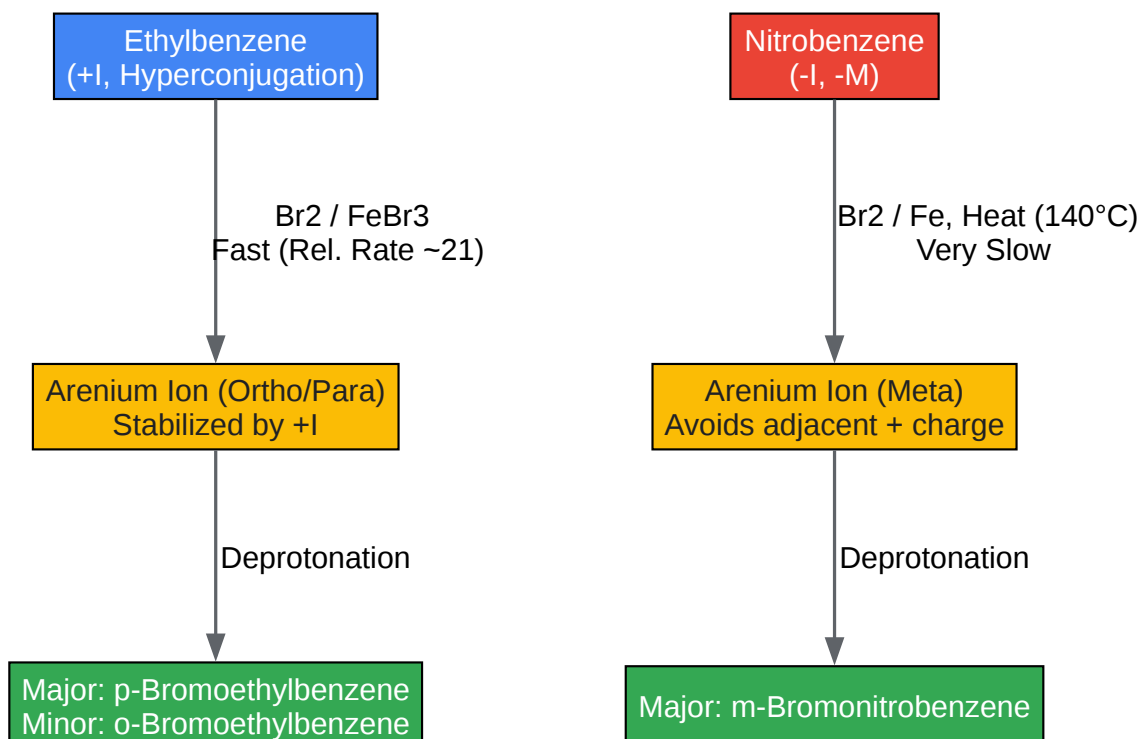 Ethylbenzene
(+I, Hyperconjugation)
Br2 / FeBr3
Fast (Rel. Rate ~21)
Arenium Ion (Ortho/Para)
Stabilized by +I
Deprotonation
Major: p-Bromoethylbenzene
Minor: o-Bromoethylbenzene
Nitrobenzene
(-I, -M)
Br2 / Fe, Heat (140°C)
Very Slow
Arenium Ion (Meta)
Avoids adjacent + charge
Deprotonation
Major: m-Bromonitrobenzene